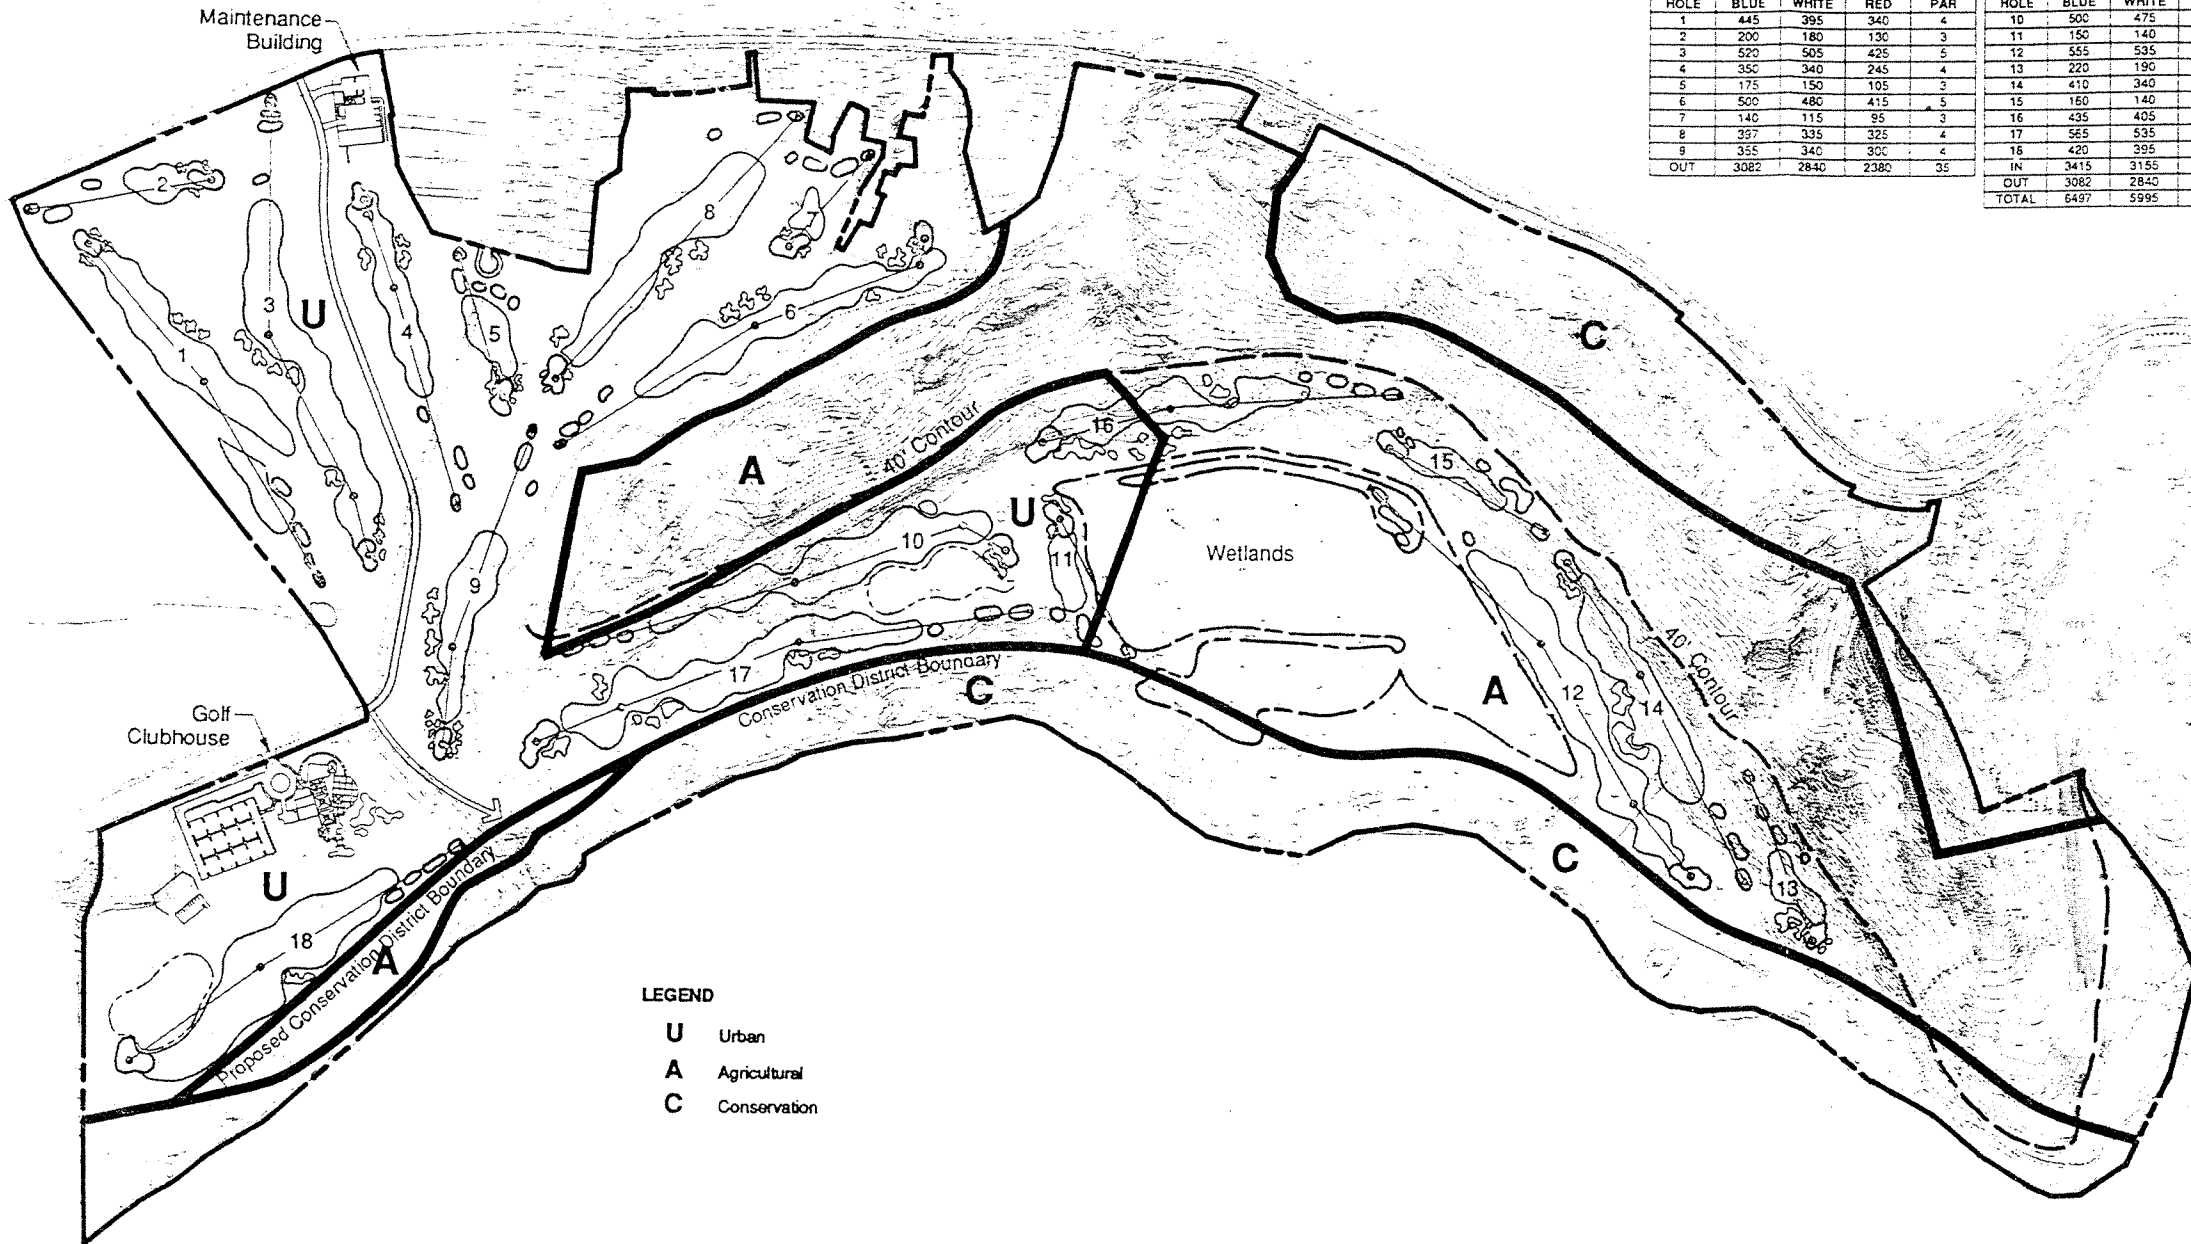 Maintenance
Building
HOLE BLUE WHITE RED PAR
1 445 395 340 4
2 200 180 130 3
3 520 505 425 5
4 350 340 245 4
5 175 150 105 3
6 500 480 415 5
7 140 115 95 3
8 397 335 325 4
9 355 340 300 4
OUT 3082 2840 2380 35
HOLE BLUE WHITE
10 500 475
11 150 140
12 555 535
13 220 190
14 410 340
15 160 140
16 435 405
17 565 535
18 420 395
IN 3415 3155
OUT 3082 2840
TOTAL 6497 5995
2
8
7
3
U
4
5
6
1
C
16
40' Contour
A
15
U
10
11
Wetlands
9
40' Contour
17
Conservation District Boundary
C
A
12
14
Golf
Clubhouse
C
13
U
18
A
Proposed Conservation District Boundary
LEGEND
U Urban
A Agricultural
C Conservation